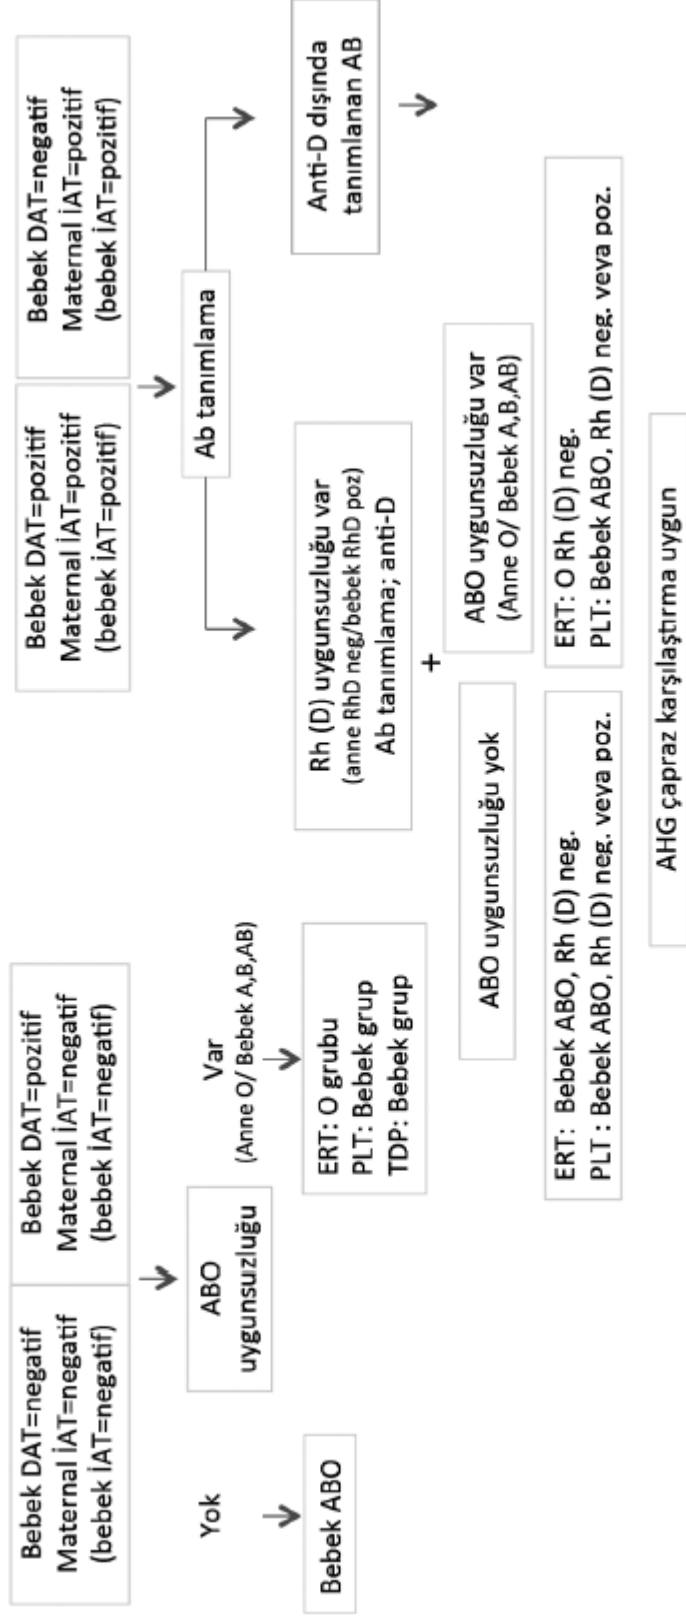 Bebek DAT=negatif
Maternal İAT=negatif
(bebek İAT=negatif)
Bebek DAT=pozitif
Maternal İAT=negatif
(bebek İAT=negatif)
Bebek DAT=pozitif
Maternal İAT=pozitif
(bebek İAT=pozitif)
Bebek DAT=negatif
Maternal İAT=pozitif
(bebek İAT=pozitif)
Yok
ABO
uygunsuzluğu
Var
(Anne O/ Bebek A,B,AB)
Ab tanımlama
Bebek ABO
ERT: O grubu
PLT: Bebek grup
TDP: Bebek grup
Rh (D) uygunsuzluğu var
(anne RhD neg/bebek RhD poz)
Ab tanımlama; anti-D
Anti-D dışında
tanımlanan AB
+
ABO uygunsuzluğu yok
ABO uygunsuzluğu var
(Anne O/ Bebek A,B,AB)
ERT: Bebek ABO, Rh (D) neg.
PLT : Bebek ABO, Rh (D) neg. veya poz.
ERT: O Rh (D) neg.
PLT: Bebek ABO, Rh (D) neg. veya poz.
AHG çapraz karşılaştırma uygun